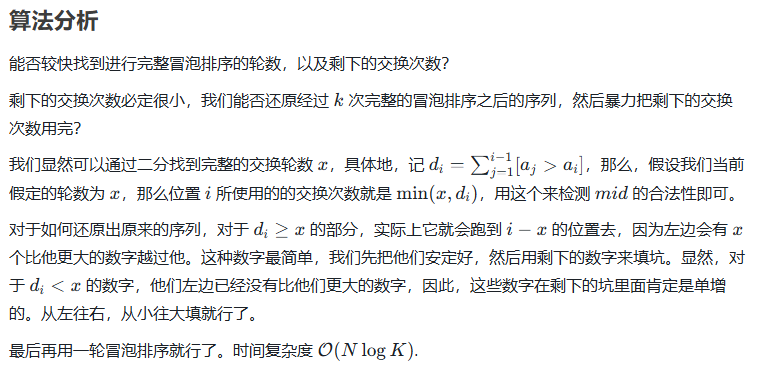 算法分析
能否较快找到进行完整冒泡排序的轮数，以及剩下的交换次数？
剩下的交换次数必定很小，我们能否还原经过 k 次完整的冒泡排序之后的序列，然后暴力把剩下的交换
次数用完？
我们显然可以通过二分找到完整的交换轮数 x，具体地，记 d_i = \sum_{j-1}^{i-1}[a_j > a_i]，那么，假设我们当前
假定的轮数为 x，那么位置 i 所使用的的交换次数就是 min(x, d_i)，用这个来检测 mid 的合法性即可。
对于如何还原出原来的序列，对于 d_i ≥ x 的部分，实际上它就会跑到 i − x 的位置去，因为左边会有 x
个比他更大的数字越过他。这种数字最简单，我们先把他们安定好，然后用剩下的数字来填坑。显然，对
于 d_i < x 的数字，他们左边已经没有比他们更大的数字，因此，这些数字在剩下的坑里面肯定是单增
的。从左往右，从小往大填就行了。
最后再用一轮冒泡排序就行了。时间复杂度 O(N log K).